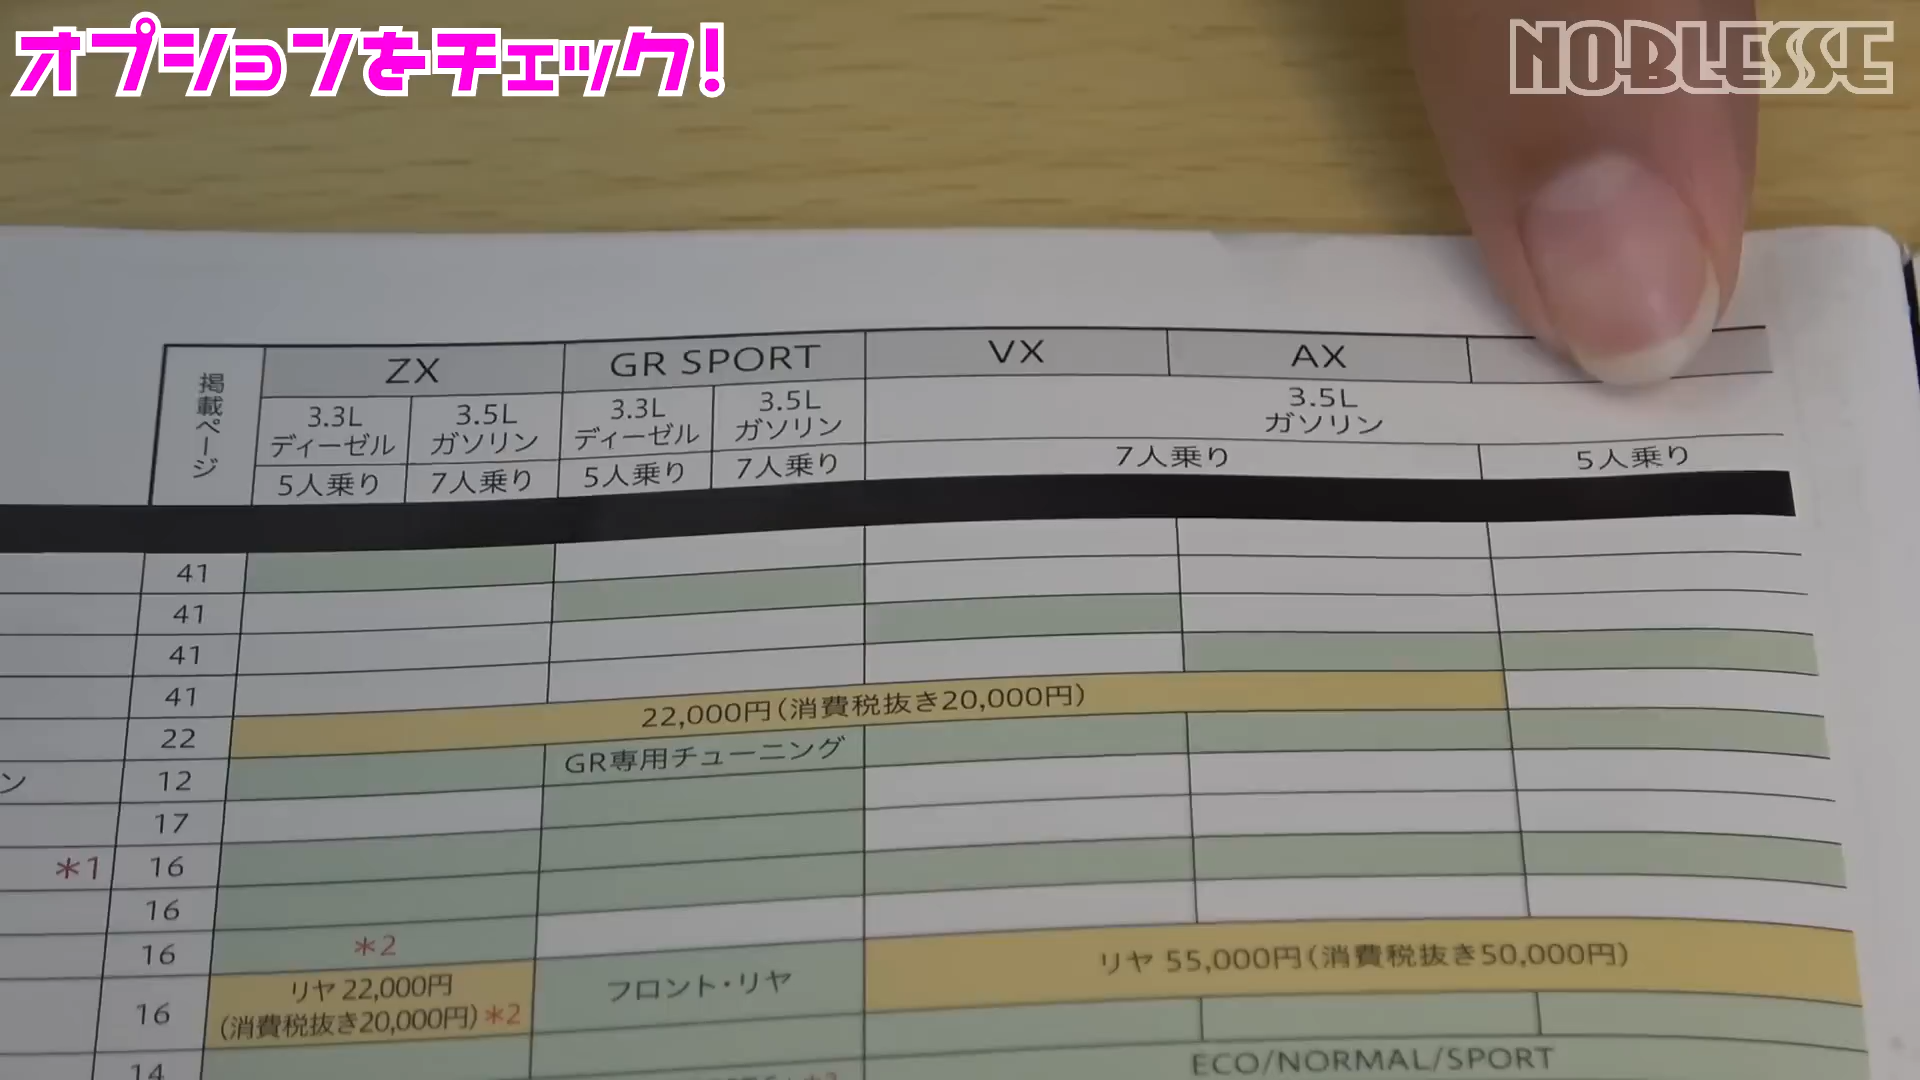 オプションをチェック!
NOBLESSE
掲載ページ
ZX
GR SPORT
VX
AX
3.3L
ディーゼル
3.5L
ガソリン
3.3L
ディーゼル
3.5L
ガソリン
3.5L
ガソリン
5人乗り
7人乗り
5人乗り
7人乗り
7人乗り
5人乗り
41
41
41
41
22,000円(消費税抜き20,000円)
22
ン
12
GR専用チューニング
17
*1
16
16
16
*2
リヤ 55,000円(消費税抜き50,000円)
16
リヤ 22,000円
(消費税抜き20,000円)*2
フロント・リヤ
14
ECO/NORMAL/SPORT